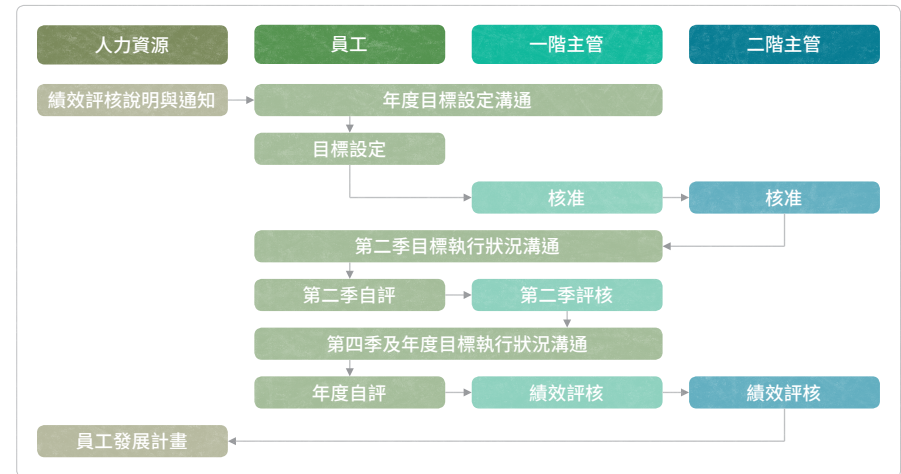 人力資源
員工
一階主管
二階主管
績效評核說明與通知
年度目標設定溝通
目標設定
核准
核准
第二季目標執行狀況溝通
第二季自評
第二季評核
第四季及年度目標執行狀況溝通
年度自評
績效評核
績效評核
員工發展計畫